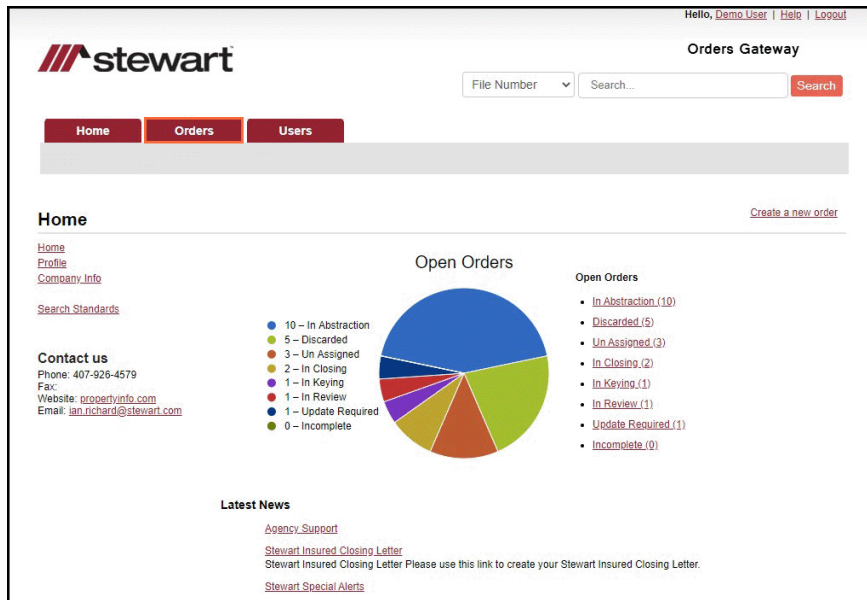 Hello, Demo User | Help | Logout
stewart
Orders Gateway
File Number
Search...
Search
Home
Orders
Users
Home
Create a new order
Home
Profile
Company Info
Search Standards
Contact us
Phone: 407-926-4579
Fax:
Website: propertyinfo.com
Email: ian.richard@stewart.com
Open Orders
10 – In Abstraction
5 – Discarded
3 – Un Assigned
2 – In Closing
1 – In Keying
1 – In Review
1 – Update Required
0 – Incomplete
Open Orders
In Abstraction (10)
Discarded (5)
Un Assigned (3)
In Closing (2)
In Keying (1)
In Review (1)
Update Required (1)
Incomplete (0)
Latest News
Agency Support
Stewart Insured Closing Letter
Stewart Insured Closing Letter Please use this link to create your Stewart Insured Closing Letter.
Stewart Special Alerts